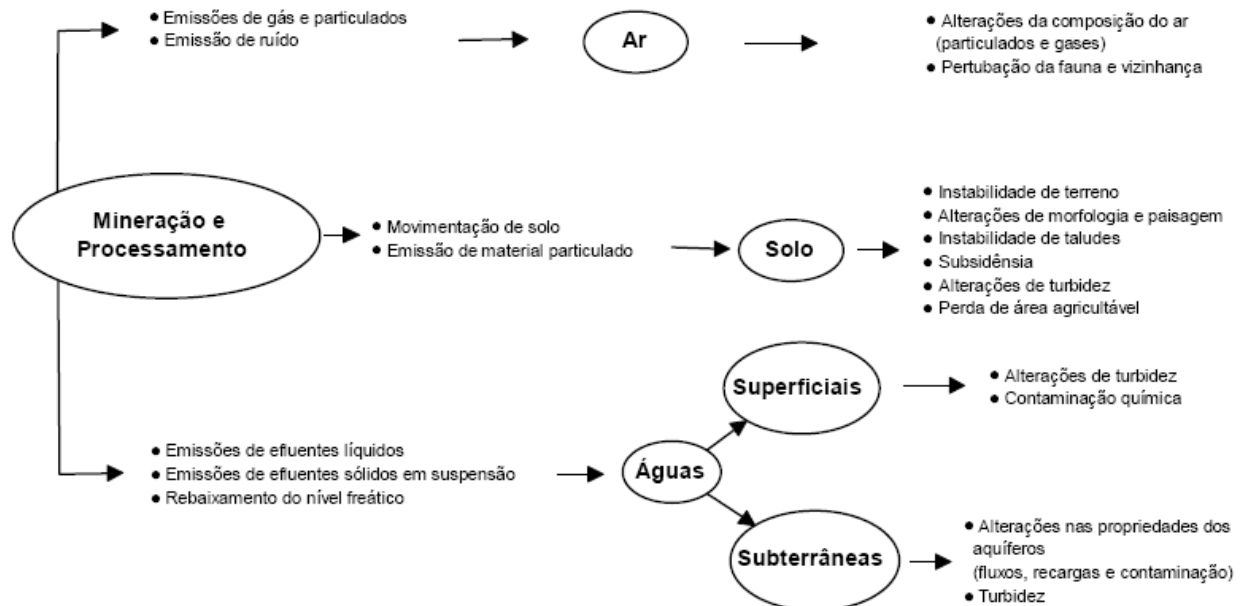 ● Emissões de gás e particulados
● Emissão de ruído
Ar
● Alterações da composição do ar
(particulados e gases)
● Pertubação da fauna e vizinhança
Mineração e
Processamento
● Movimentação de solo
● Emissão de material particulado
Solo
● Instabilidade de terreno
● Alterações de morfologia e paisagem
● Instabilidade de taludes
● Subsidênsia
● Alterações de turbidez
● Perda de área agricultável
● Emissões de efluentes líquidos
● Emissões de efluentes sólidos em suspensão
● Rebaixamento do nível freático
Águas
Superficiais
● Alterações de turbidez
● Contaminação química
Subterrâneas
● Alterações nas propriedades dos
aquíferos
(fluxos, recargas e contaminação)
● Turbidez